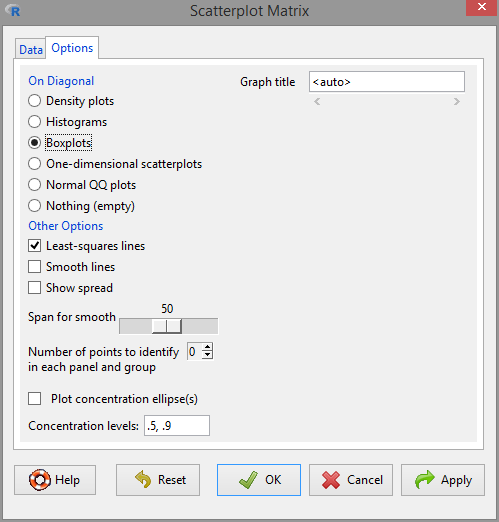 R
Scatterplot Matrix
Data
Options
On Diagonal
Graph title
<auto>
Density plots
Histograms
Boxplots
One-dimensional scatterplots
Normal QQ plots
Nothing (empty)
Other Options
Least-squares lines
Smooth lines
Show spread
50
Span for smooth
Number of points to identify
in each panel and group
0
Plot concentration ellipse(s)
Concentration levels:
.5, .9
Help
Reset
OK
Cancel
Apply